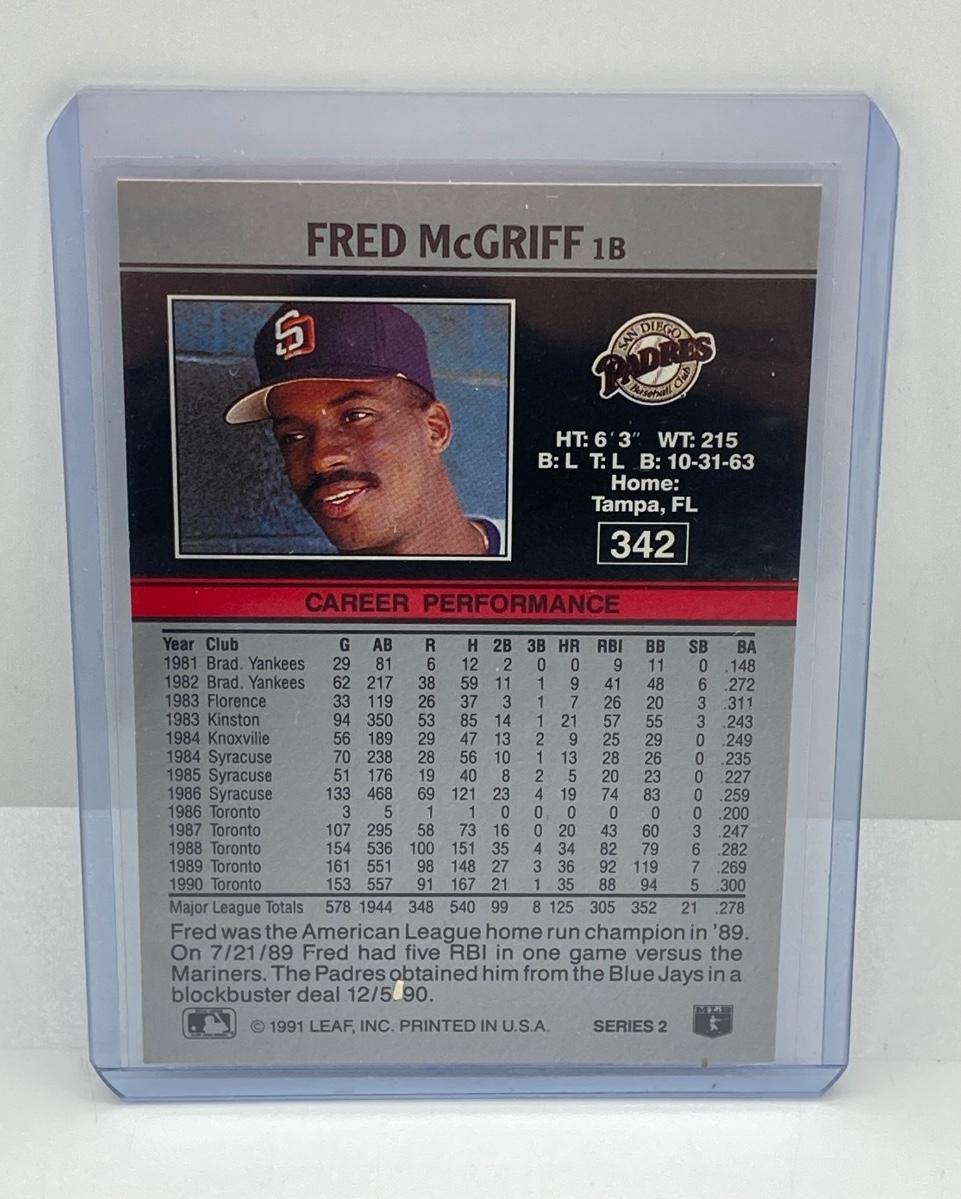 FRED McGRIFF 1B
SD
SAN DIEGO
PADRES
Baseball Club
HT: 6'3" WT: 215
B: L T: L B: 10-31-63
Home:
Tampa, FL
342
CAREER PERFORMANCE
Year Club G AB R H 2B 3B HR RBI BB SB BA
1981 Brad. Yankees 29 81 6 12 2 0 0 9 11 0 .148
1982 Brad. Yankees 62 217 38 59 11 1 9 41 48 6 .272
1983 Florence 33 119 26 37 3 1 7 26 20 3 .311
1983 Kinston 94 350 53 85 14 1 21 57 55 3 .243
1984 Knoxville 56 189 29 47 13 2 9 25 29 0 .249
1984 Syracuse 70 238 28 56 10 1 13 28 26 0 .235
1985 Syracuse 51 176 19 40 8 2 5 20 23 0 .227
1986 Syracuse 133 468 69 121 23 4 19 74 83 0 .259
1986 Toronto 3 5 1 1 0 0 0 0 0 0 .200
1987 Toronto 107 295 58 73 16 0 20 43 60 3 .247
1988 Toronto 154 536 100 151 35 4 34 82 79 6 .282
1989 Toronto 161 551 98 148 27 3 36 92 119 7 .269
1990 Toronto 153 557 91 167 21 1 35 88 94 5 .300
Major League Totals 578 1944 348 540 99 8 125 305 352 21 .278
Fred was the American League home run champion in '89.
On 7/21/89 Fred had five RBI in one game versus the
Mariners. The Padres obtained him from the Blue Jays in a
blockbuster deal 12/5/90.
© 1991 LEAF, INC. PRINTED IN U.S.A. SERIES 2